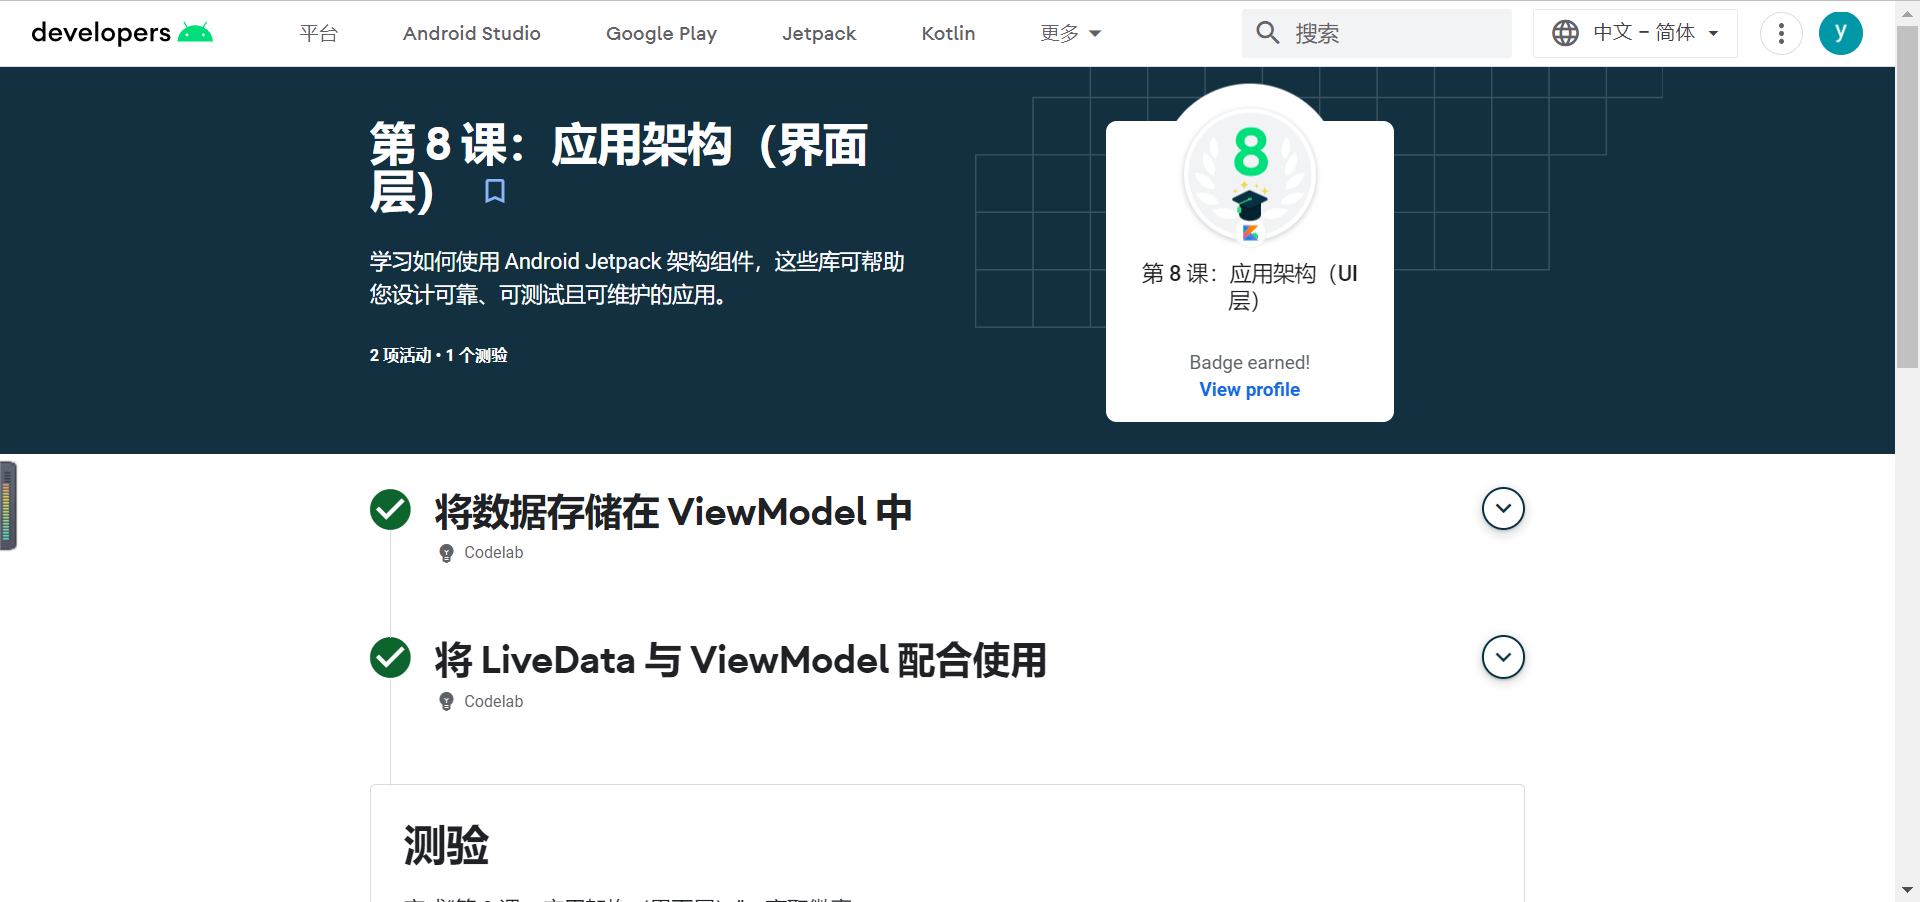 developers
平台
Android Studio
Google Play
Jetpack
Kotlin
更多
搜索
中文 – 简体
y
第 8 课：应用架构（界面
层）
学习如何使用 Android Jetpack 架构组件，这些库可帮助
您设计可靠、可测试且可维护的应用。
2 项活动 • 1 个测验
8
第 8 课：应用架构（UI
层）
Badge earned!
View profile
将数据存储在 ViewModel 中
Codelab
将 LiveData 与 ViewModel 配合使用
Codelab
测验